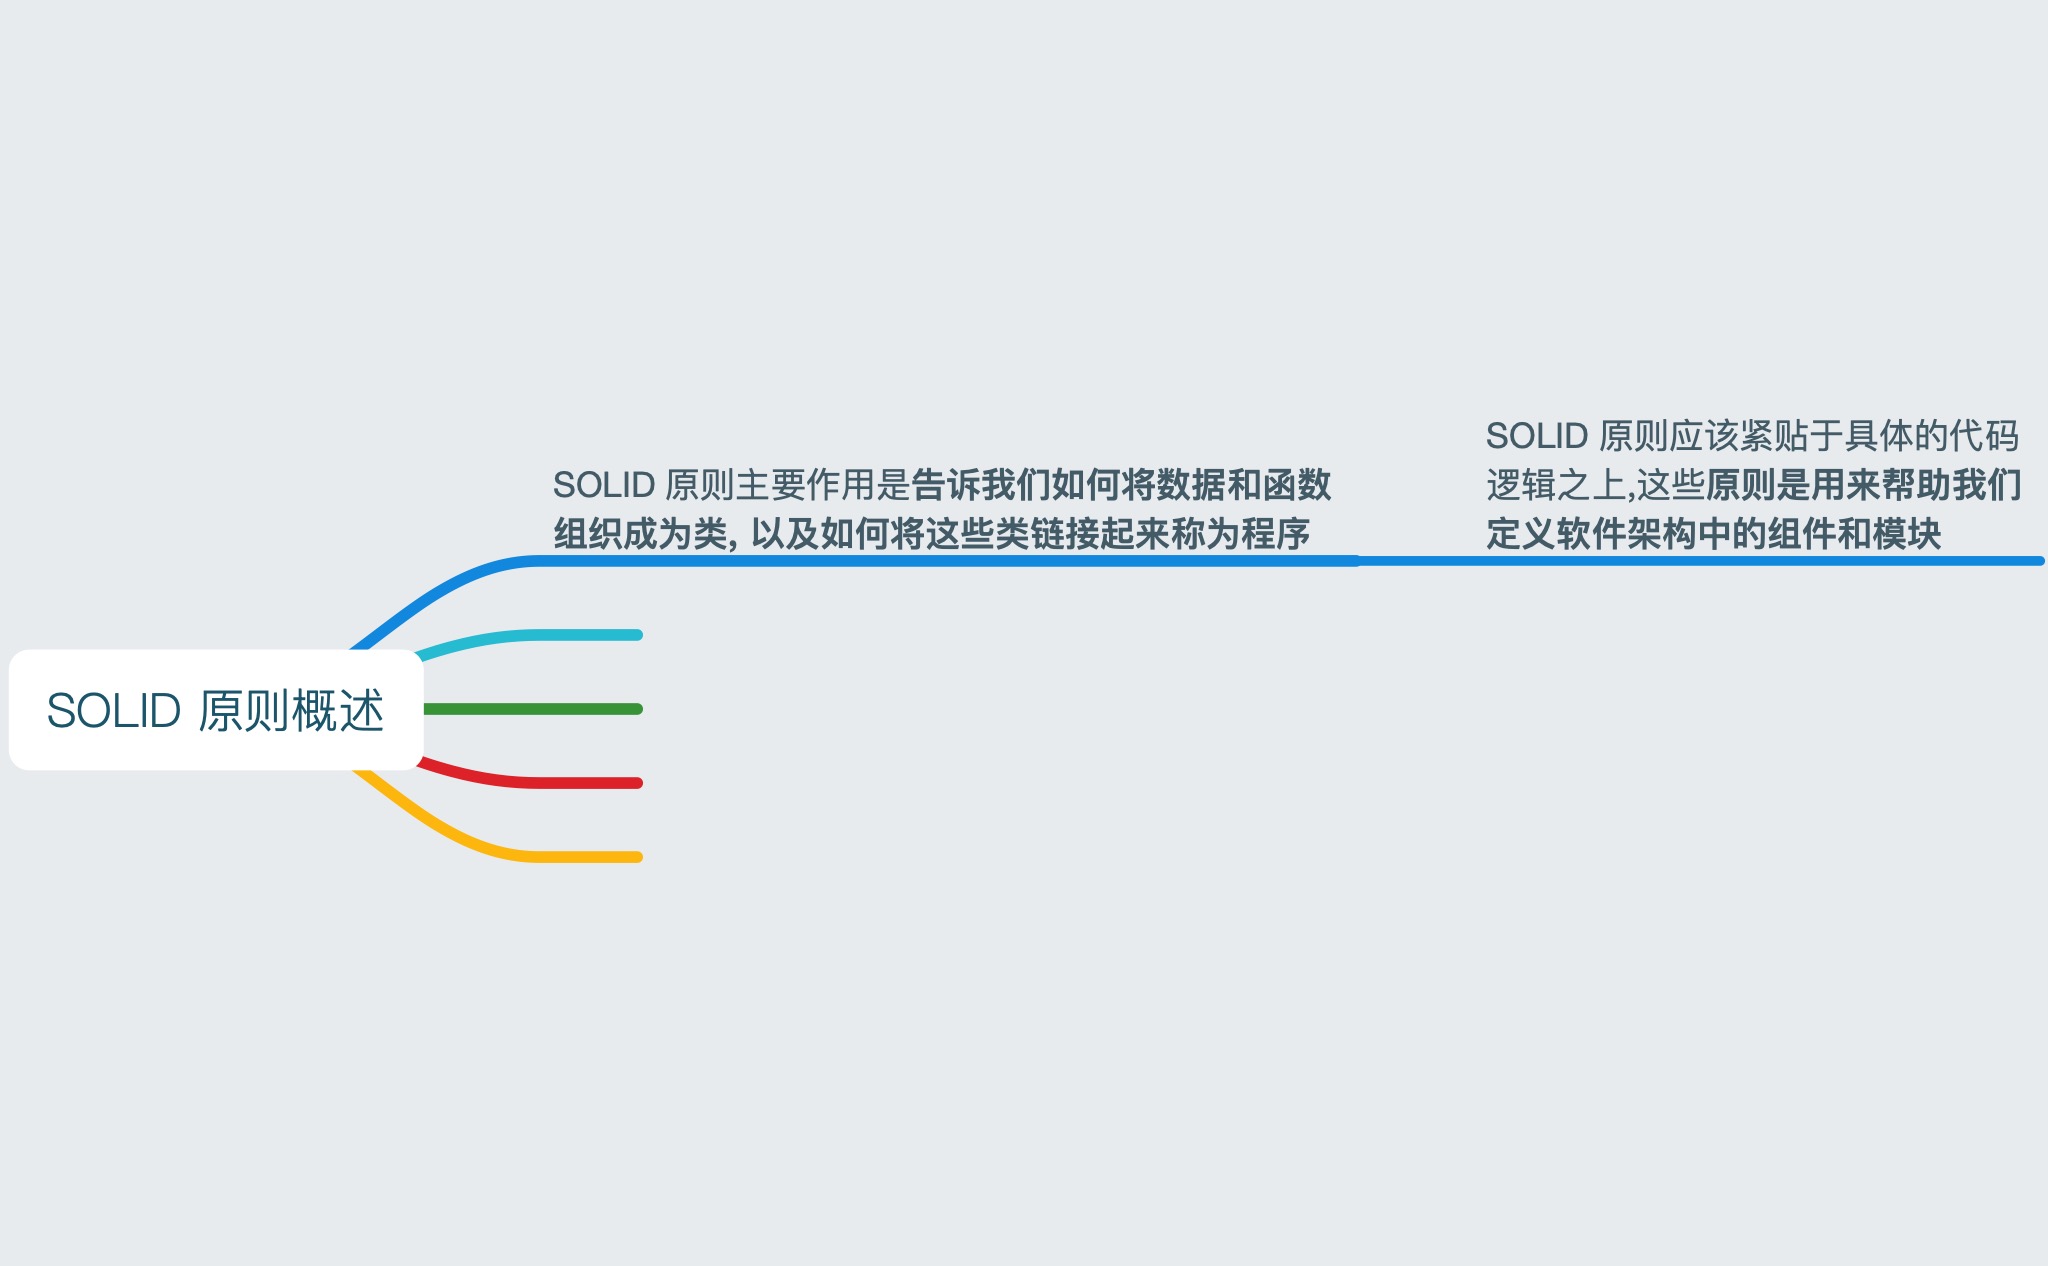 SOLID 原则概述
SOLID 原则主要作用是告诉我们如何将数据和函数
组织成为类, 以及如何将这些类链接起来称为程序
SOLID 原则应该紧贴于具体的代码
逻辑之上,这些原则是用来帮助我们
定义软件架构中的组件和模块